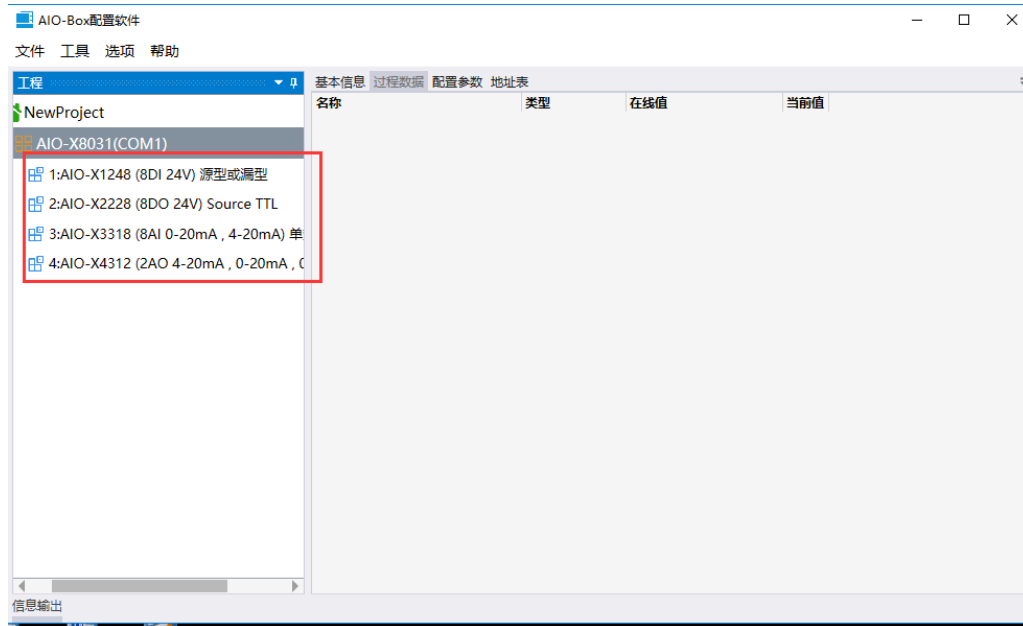 AIO-Box配置软件
文件 工具 选项 帮助
工程
基本信息 过程数据 配置参数 地址表
名称 类型 在线值 当前值
NewProject
AIO-X8031(COM1)
1:AIO-X1248 (8DI 24V) 源型或漏型
2:AIO-X2228 (8DO 24V) Source TTL
3:AIO-X3318 (8AI 0-20mA , 4-20mA) 单
4:AIO-X4312 (2AO 4-20mA , 0-20mA , 0
信息输出